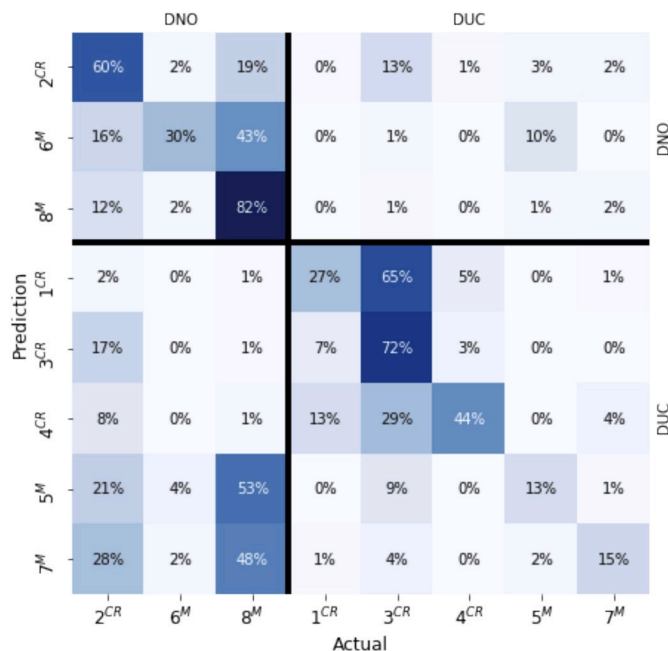 DNO DUC
2^CR 60% 2% 19% 0% 13% 1% 3% 2%
6^M 16% 30% 43% 0% 1% 0% 10% 0% DNO
8^M 12% 2% 82% 0% 1% 0% 1% 2%
1^CR 2% 0% 1% 27% 65% 5% 0% 1%
3^CR 17% 0% 1% 7% 72% 3% 0% 0%
4^CR 8% 0% 1% 13% 29% 44% 0% 4% DUC
5^M 21% 4% 53% 0% 9% 0% 13% 1%
7^M 28% 2% 48% 1% 4% 0% 2% 15%
Prediction
2^CR 6^M 8^M 1^CR 3^CR 4^CR 5^M 7^M
Actual